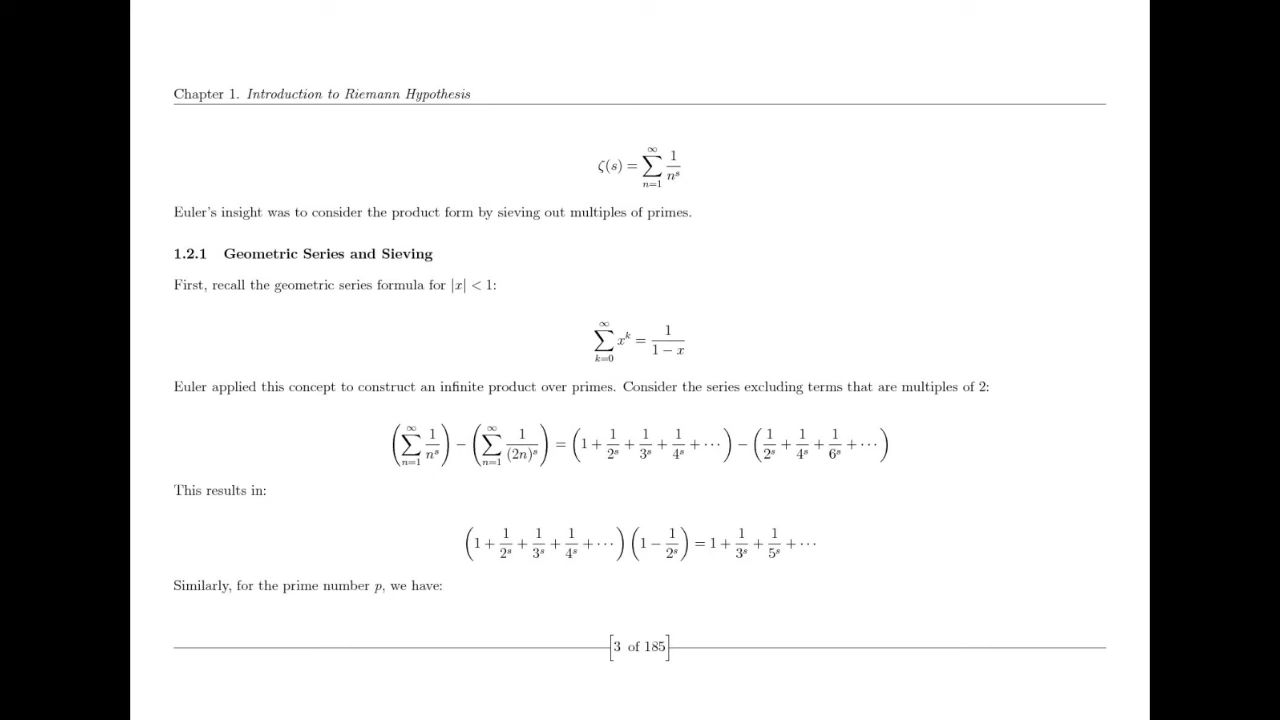 Chapter 1. Introduction to Riemann Hypothesis
ζ(s) = ∑_{n=1}^{∞} 1/n^s
Euler's insight was to consider the product form by sieving out multiples of primes.
1.2.1 Geometric Series and Sieving
First, recall the geometric series formula for |x| < 1:
∑_{k=0}^{∞} x^k = 1/(1 − x)
Euler applied this concept to construct an infinite product over primes. Consider the series excluding terms that are multiples of 2:
(∑_{n=1}^{∞} 1/n^s) − (∑_{n=1}^{∞} 1/(2n)^s) = (1 + 1/2^s + 1/3^s + 1/4^s + ⋯) − (1/2^s + 1/4^s + 1/6^s + ⋯)
This results in:
(1 + 1/2^s + 1/3^s + 1/4^s + ⋯)(1 − 1/2^s) = 1 + 1/3^s + 1/5^s + ⋯
Similarly, for the prime number p, we have:
[3 of 185]